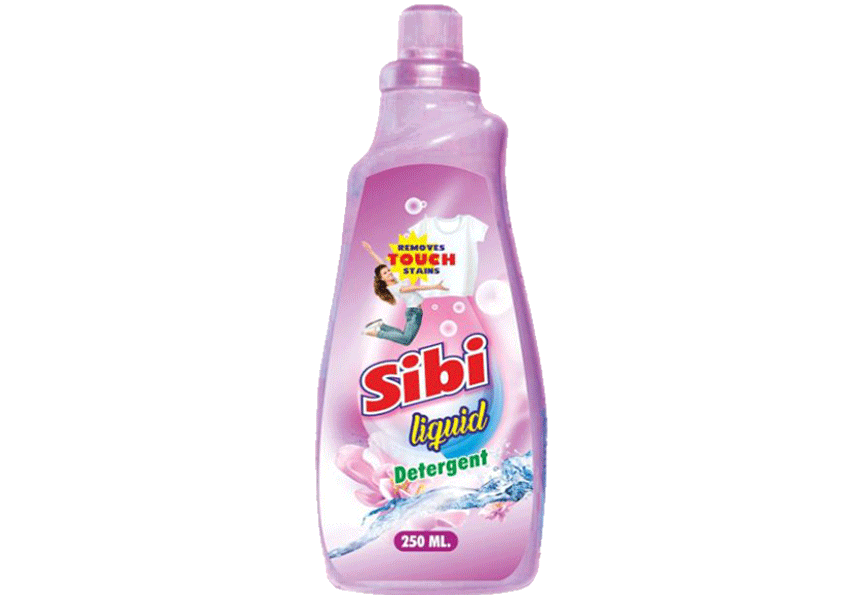 REMOVES
TOUCH
STAINS
Sibi
liquid
Detergent
250 ML.